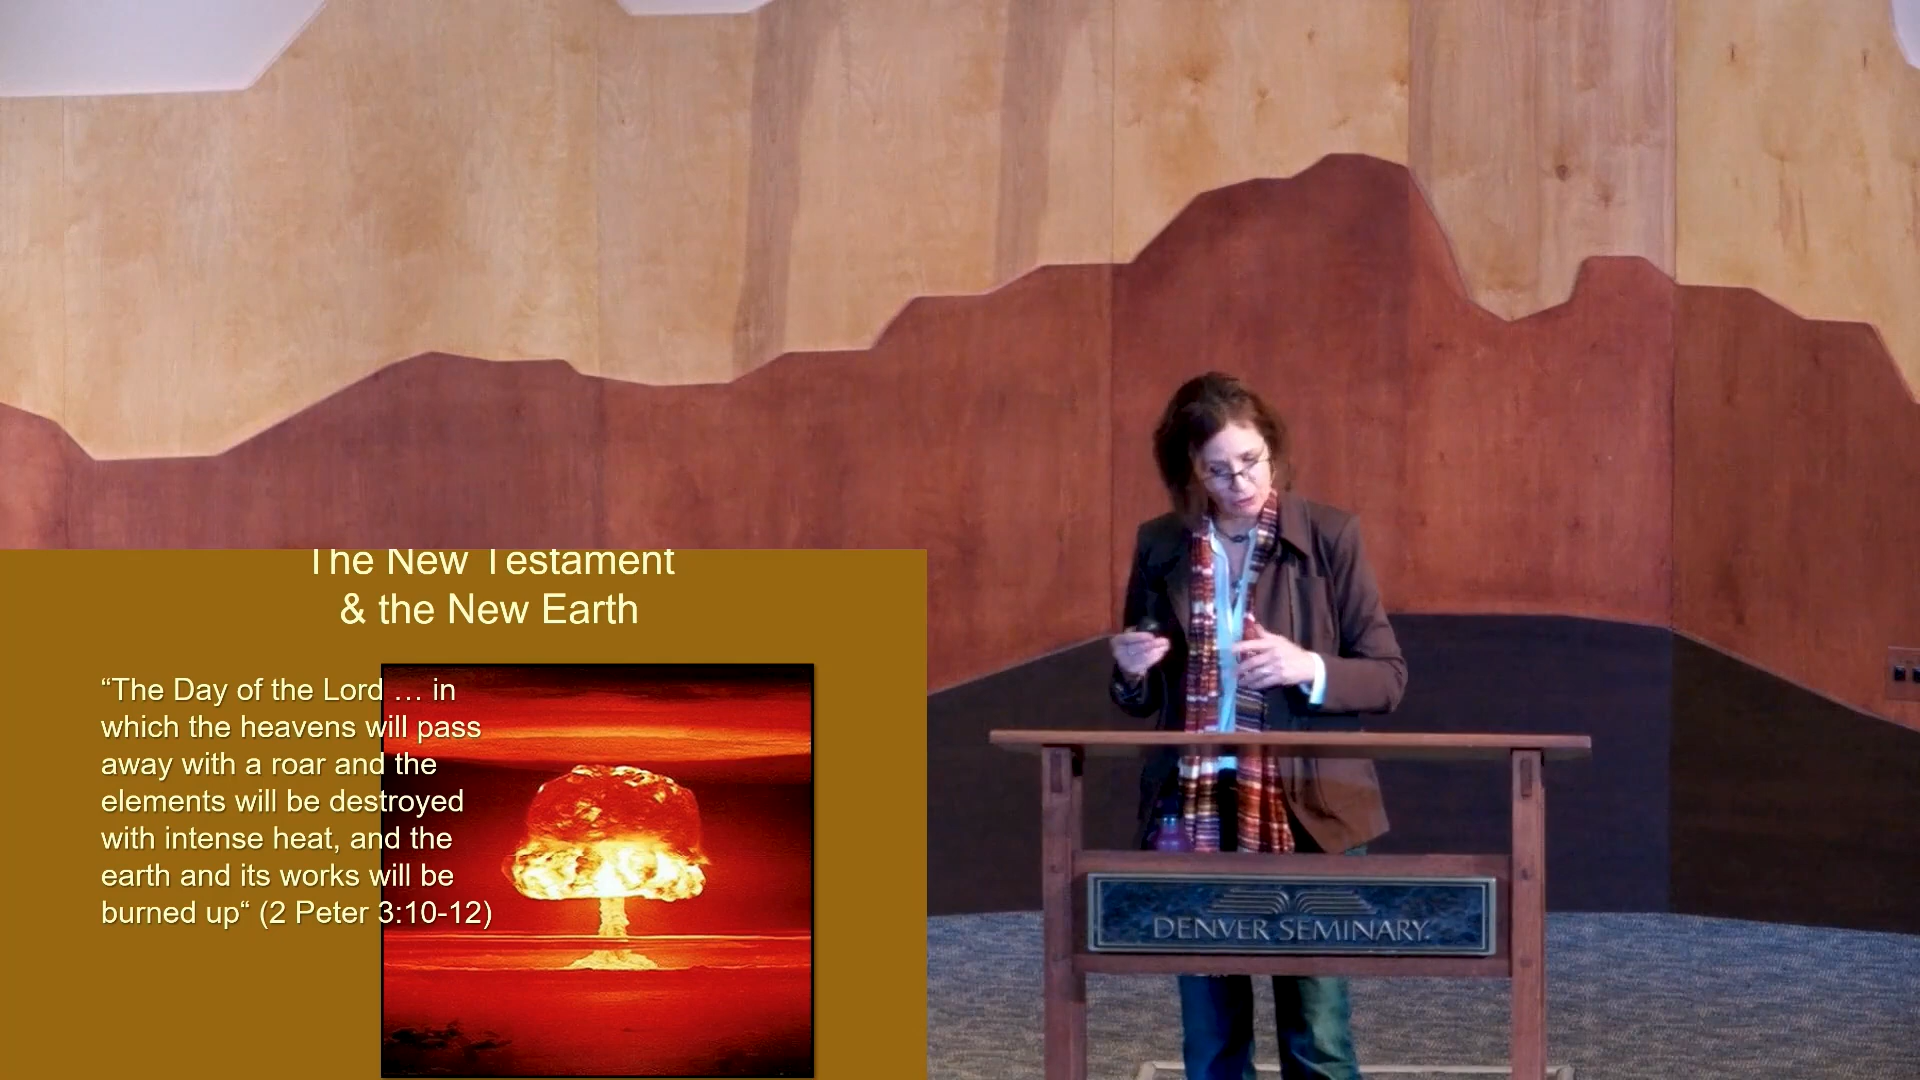 The New Testament
& the New Earth
“The Day of the Lord … in
which the heavens will pass
away with a roar and the
elements will be destroyed
with intense heat, and the
earth and its works will be
burned up“ (2 Peter 3:10-12)
DENVER SEMINARY.